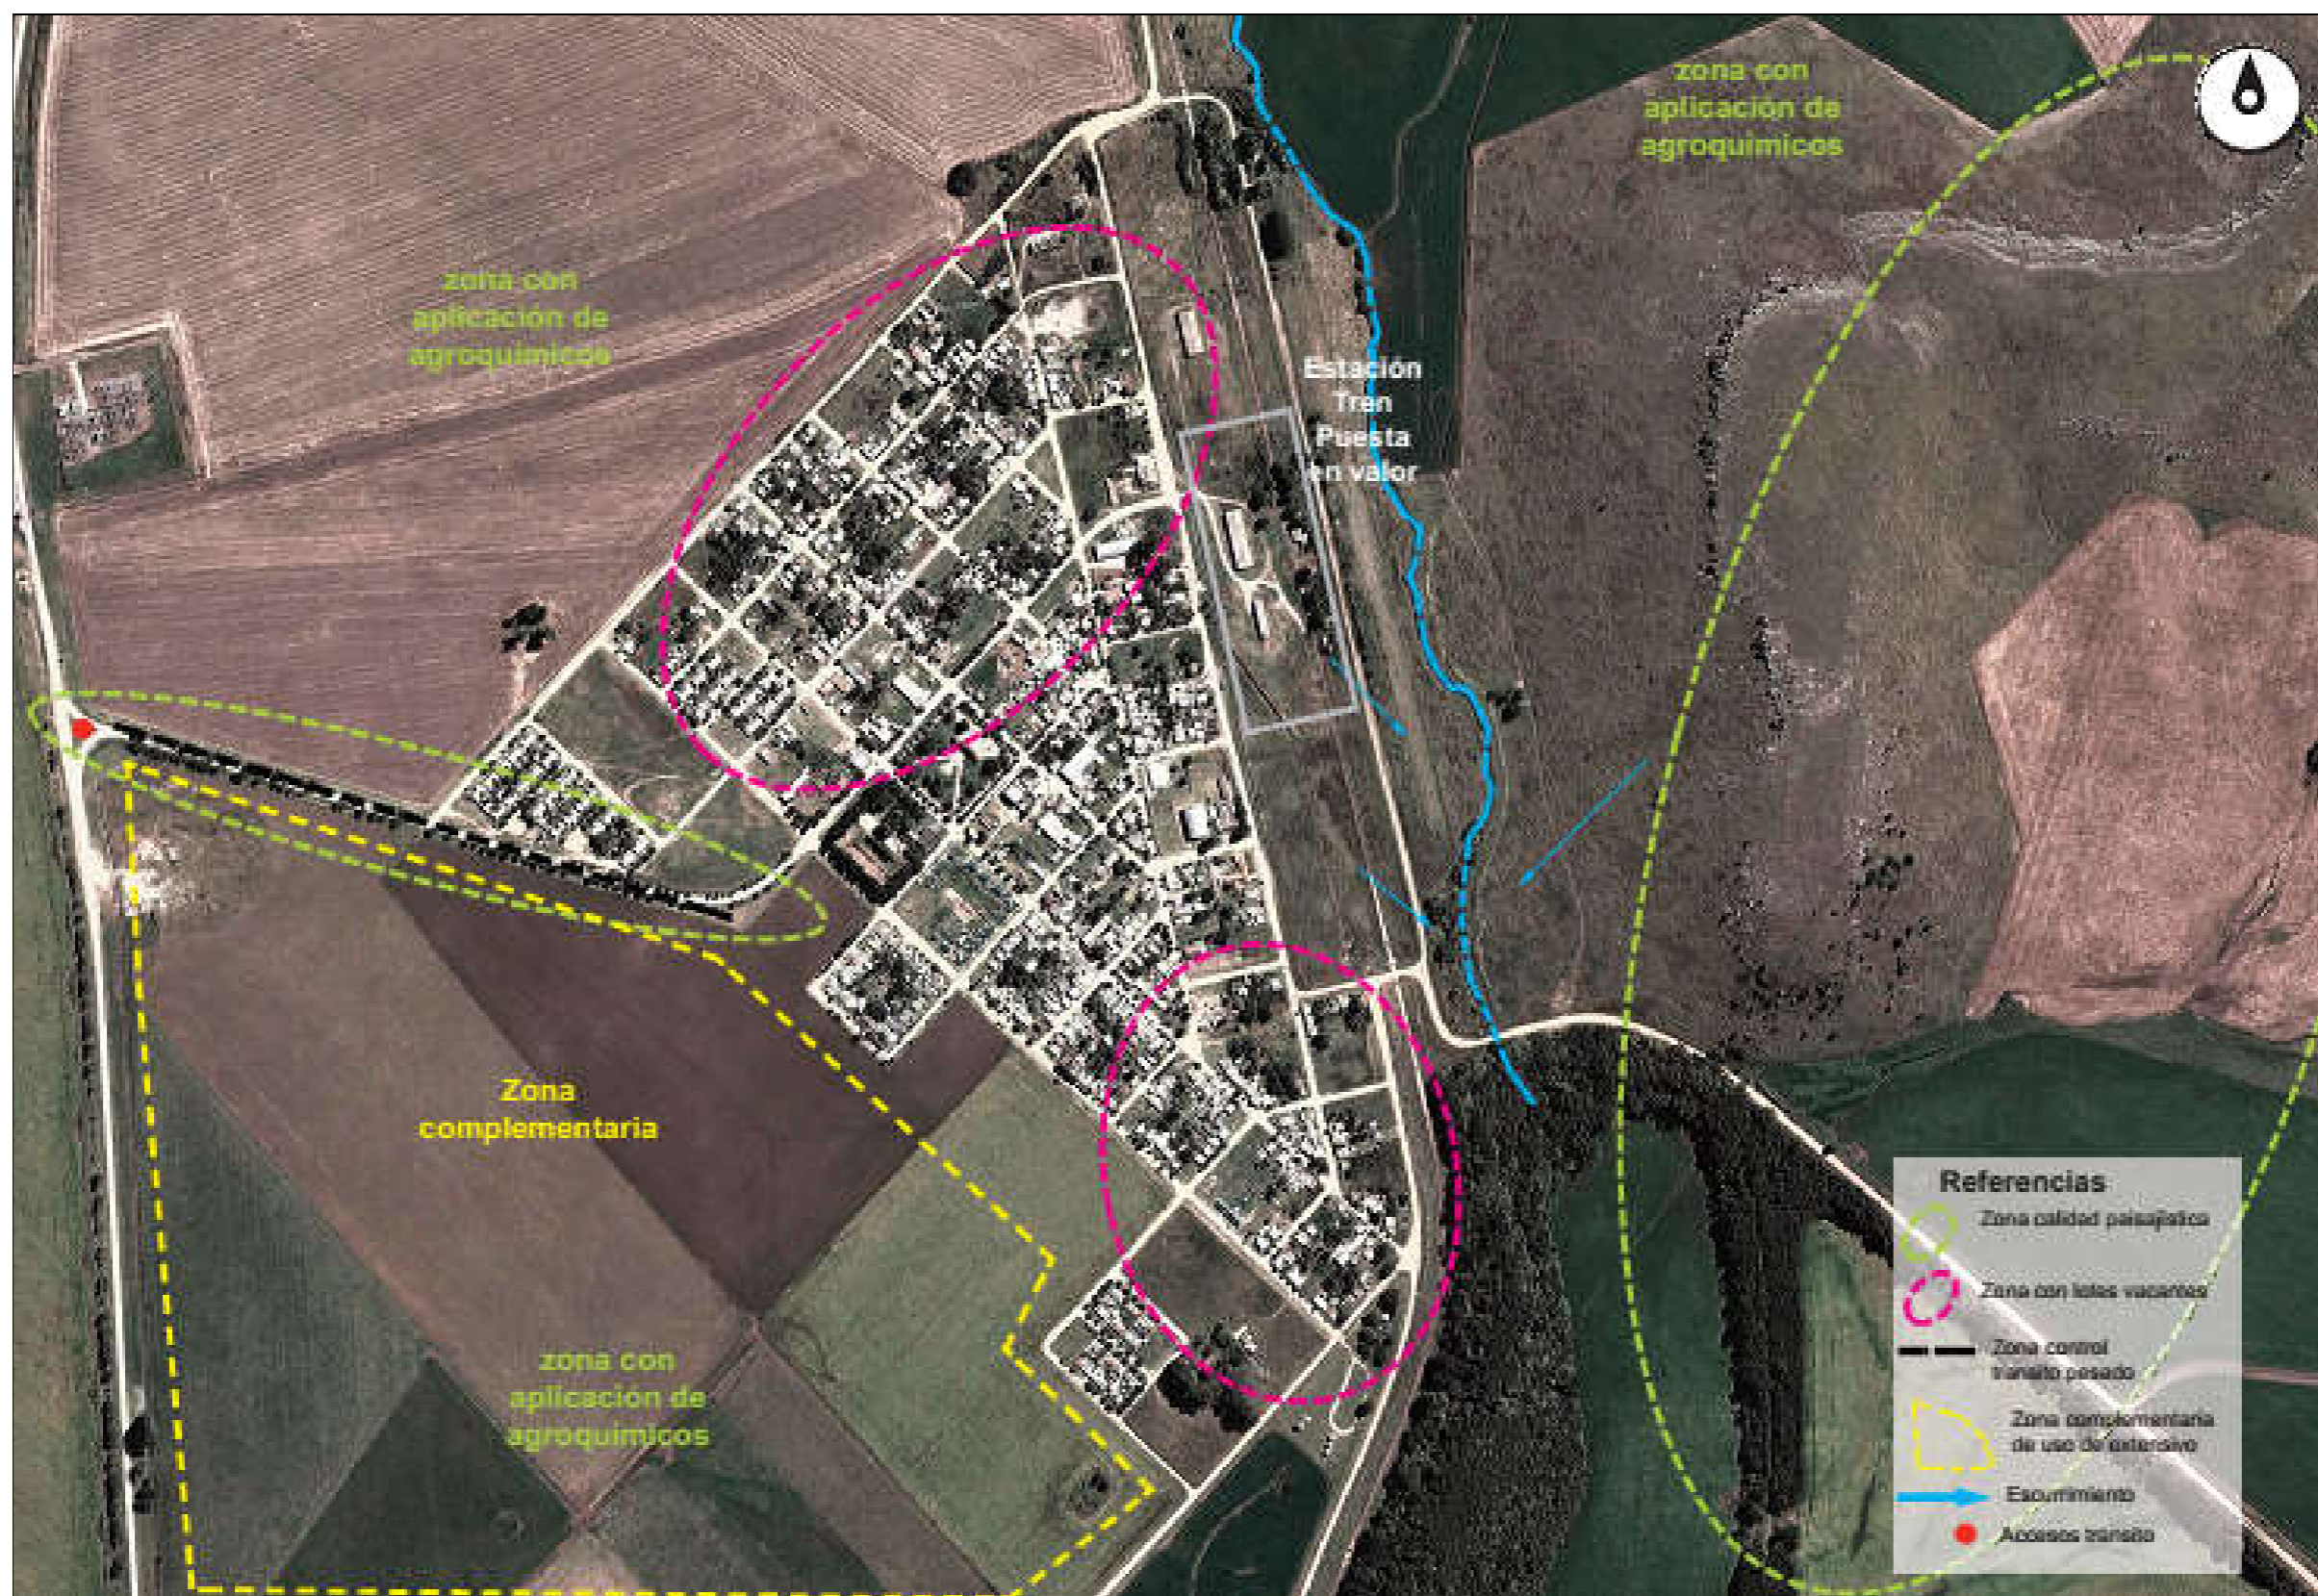 zona con
aplicación de
agroquimicos
zona con
aplicación de
agroquimicos
Estación
Tren
Puesta
en valor
Zona
complementaria
zona con
aplicación de
agroquimicos
Referencias
Zona calidad paisajistica
Zona con lotes vacantes
Zona control
transito pesado
Zona complementaria
de uso de extensivo
Escurrimiento
Accesos tránsito